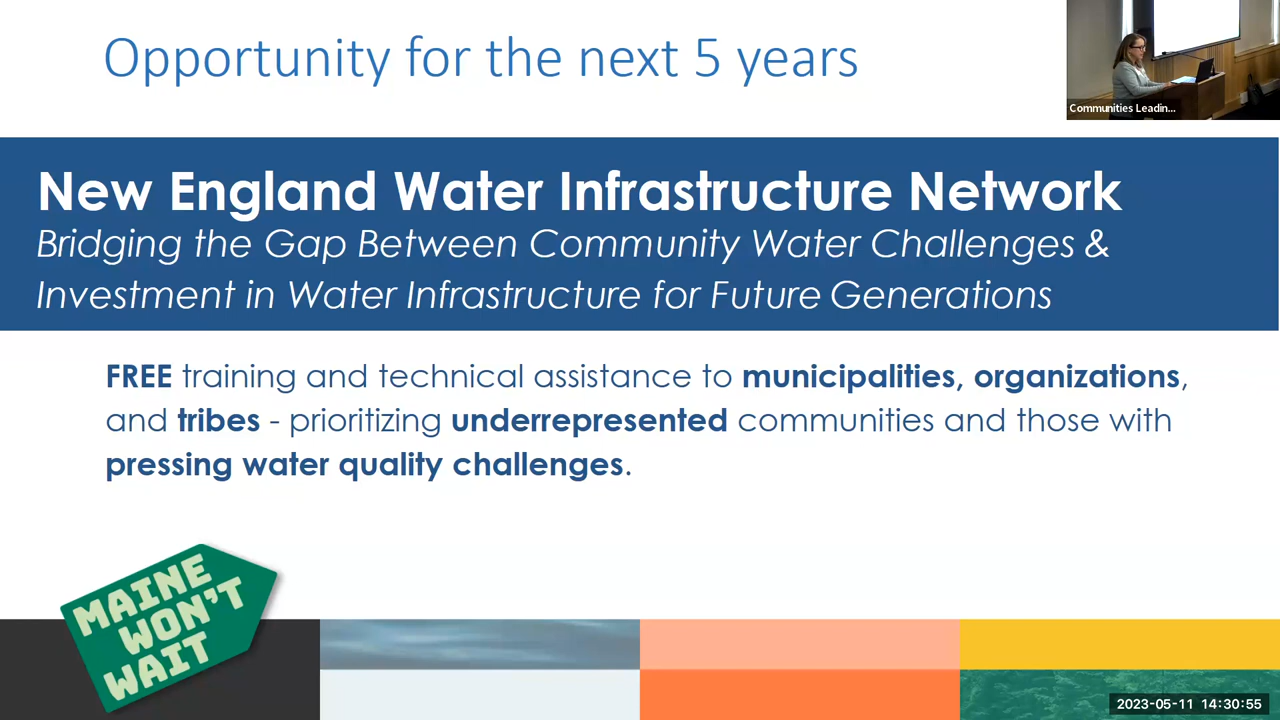 Opportunity for the next 5 years
Communities Leadin...
New England Water Infrastructure Network
Bridging the Gap Between Community Water Challenges &
Investment in Water Infrastructure for Future Generations
FREE training and technical assistance to municipalities, organizations,
and tribes - prioritizing underrepresented communities and those with
pressing water quality challenges.
MAINE
WON'T
WAIT
2023-05-11 14:30:55